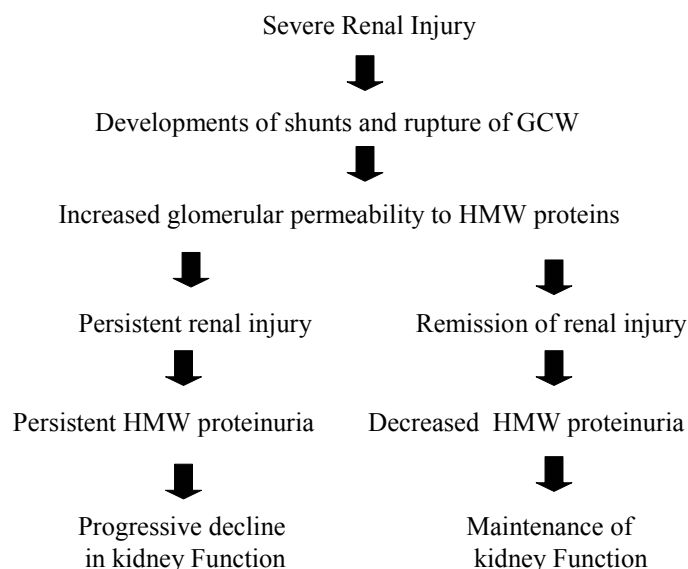 Severe Renal Injury
Developments of shunts and rupture of GCW
Increased glomerular permeability to HMW proteins
Persistent renal injury
Remission of renal injury
Persistent HMW proteinuria
Decreased HMW proteinuria
Progressive decline
in kidney Function
Maintenance of
kidney Function